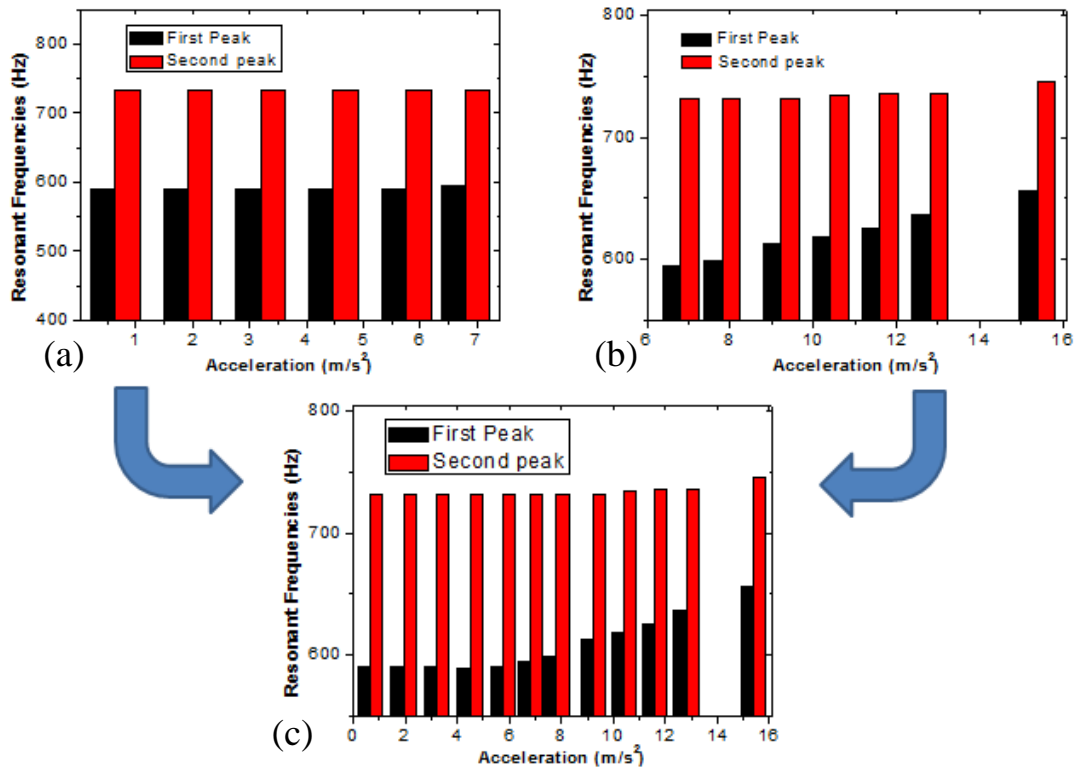 800
700
600
500
400
Resonant Frequencies (Hz)
First Peak
Second peak
1 2 3 4 5 6 7
Acceleration (m/s²)
(a)
800
700
600
Resonant Frequencies (Hz)
First Peak
Second peak
6 8 10 12 14 16
Acceleration (m/s²)
(b)
800
700
600
Resonant Frequencies (Hz)
First Peak
Second peak
0 2 4 6 8 10 12 14 16
Acceleration (m/s²)
(c)